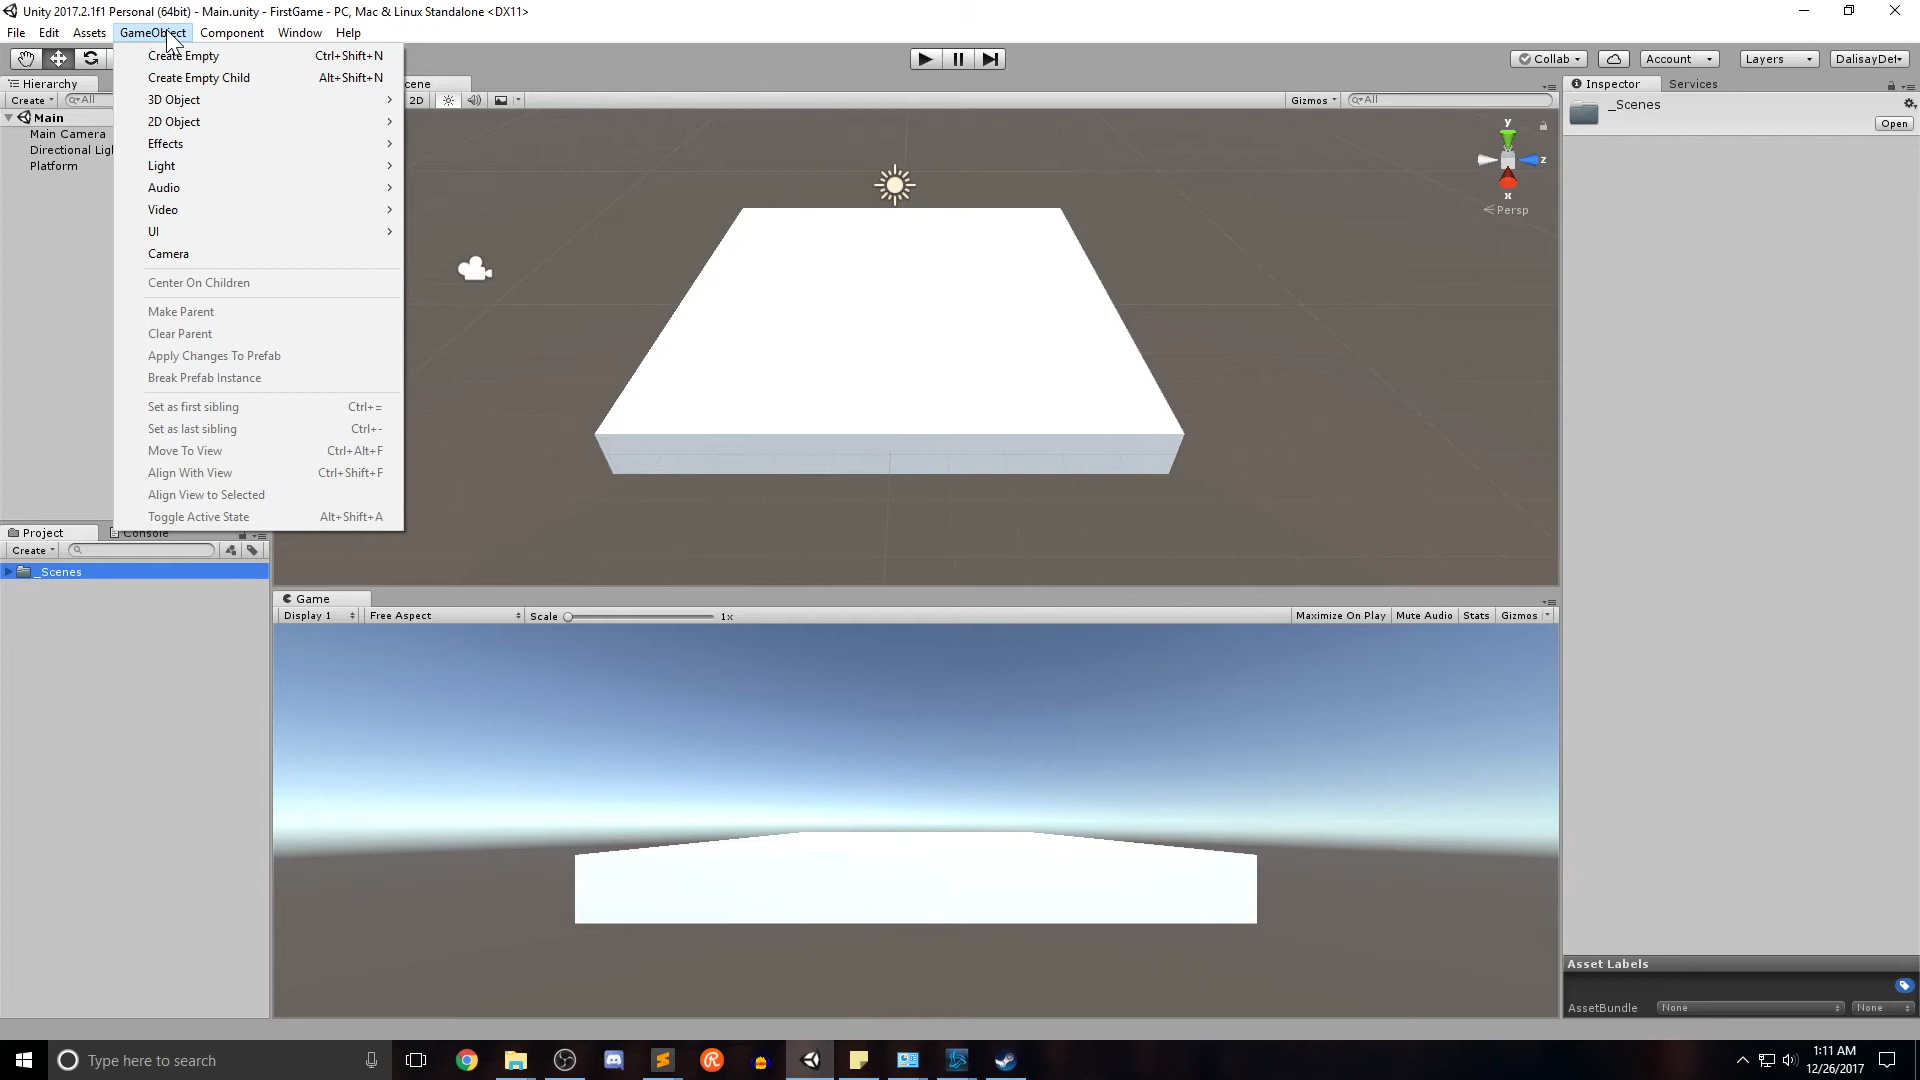 Unity 2017.2.1f1 Personal (64bit) - Main.unity - FirstGame - PC, Mac & Linux Standalone <DX11>
File Edit Assets GameObject Component Window Help
Collab Account Layers DalisayDef
Hierarchy
Create All
Main
Main Camera
Directional Ligh
Platform
Create Empty Ctrl+Shift+N
Create Empty Child Alt+Shift+N
3D Object
2D Object
Effects
Light
Audio
Video
UI
Camera
Center On Children
Make Parent
Clear Parent
Apply Changes To Prefab
Break Prefab Instance
Set as first sibling Ctrl+=
Set as last sibling Ctrl+-
Move To View Ctrl+Alt+F
Align With View Ctrl+Shift+F
Align View to Selected
Toggle Active State Alt+Shift+A
cene
2D Gizmos All
y
z
x
Persp
Inspector Services
_Scenes
Open
Project Console
Create
_Scenes
Game
Display 1 Free Aspect Scale 1x Maximize On Play Mute Audio Stats Gizmos
Asset Labels
AssetBundle None None
Type here to search
1:11 AM
12/26/2017